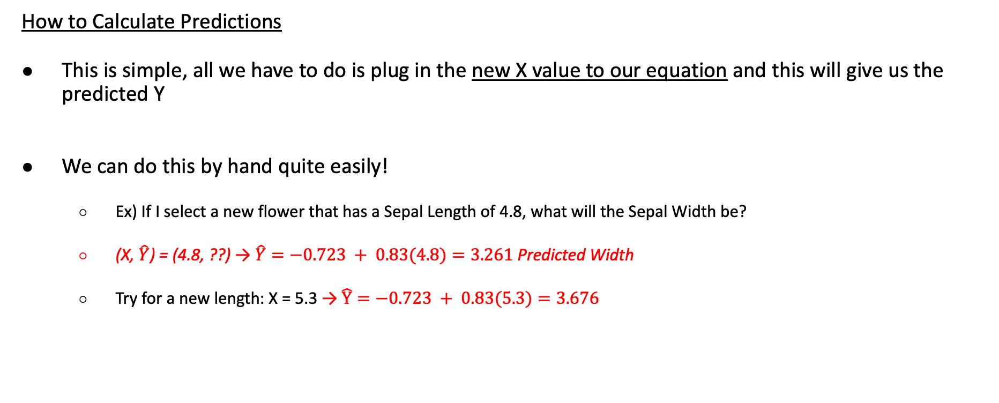 How to Calculate Predictions
● This is simple, all we have to do is plug in the new X value to our equation and this will give us the
predicted Y
● We can do this by hand quite easily!
○ Ex) If I select a new flower that has a Sepal Length of 4.8, what will the Sepal Width be?
○ (X, Ŷ) = (4.8, ??) → Ŷ = −0.723 + 0.83(4.8) = 3.261 Predicted Width
○ Try for a new length: X = 5.3 → Ŷ = −0.723 + 0.83(5.3) = 3.676